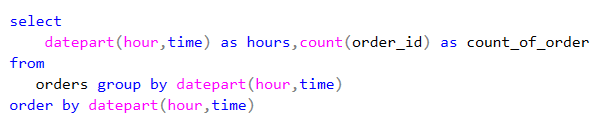 select
datepart(hour,time) as hours,count(order_id) as count_of_order
from
orders group by datepart(hour,time)
order by datepart(hour,time)